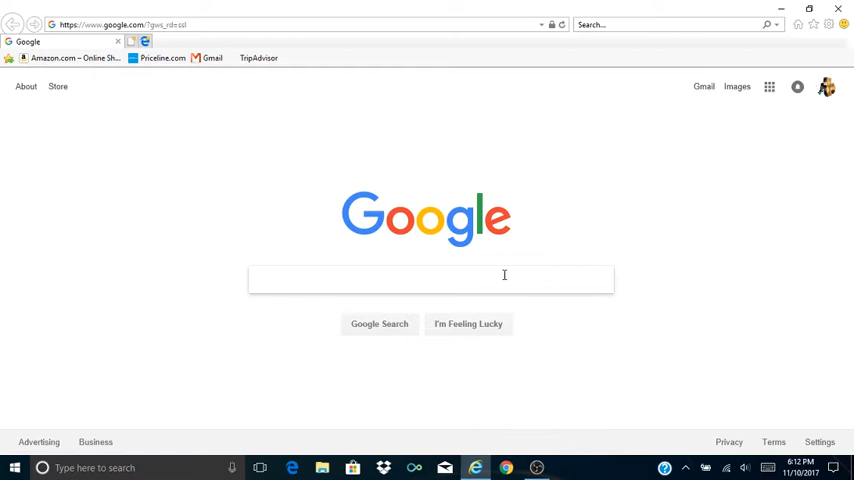 https://www.google.com/?gws_rd=ssl
Search...
Google
Amazon.com – Online Sh...
Priceline.com
Gmail
TripAdvisor
About
Store
Gmail
Images
Google
Google Search
I'm Feeling Lucky
Advertising
Business
Privacy
Terms
Settings
Type here to search
6:12 PM
11/10/2017